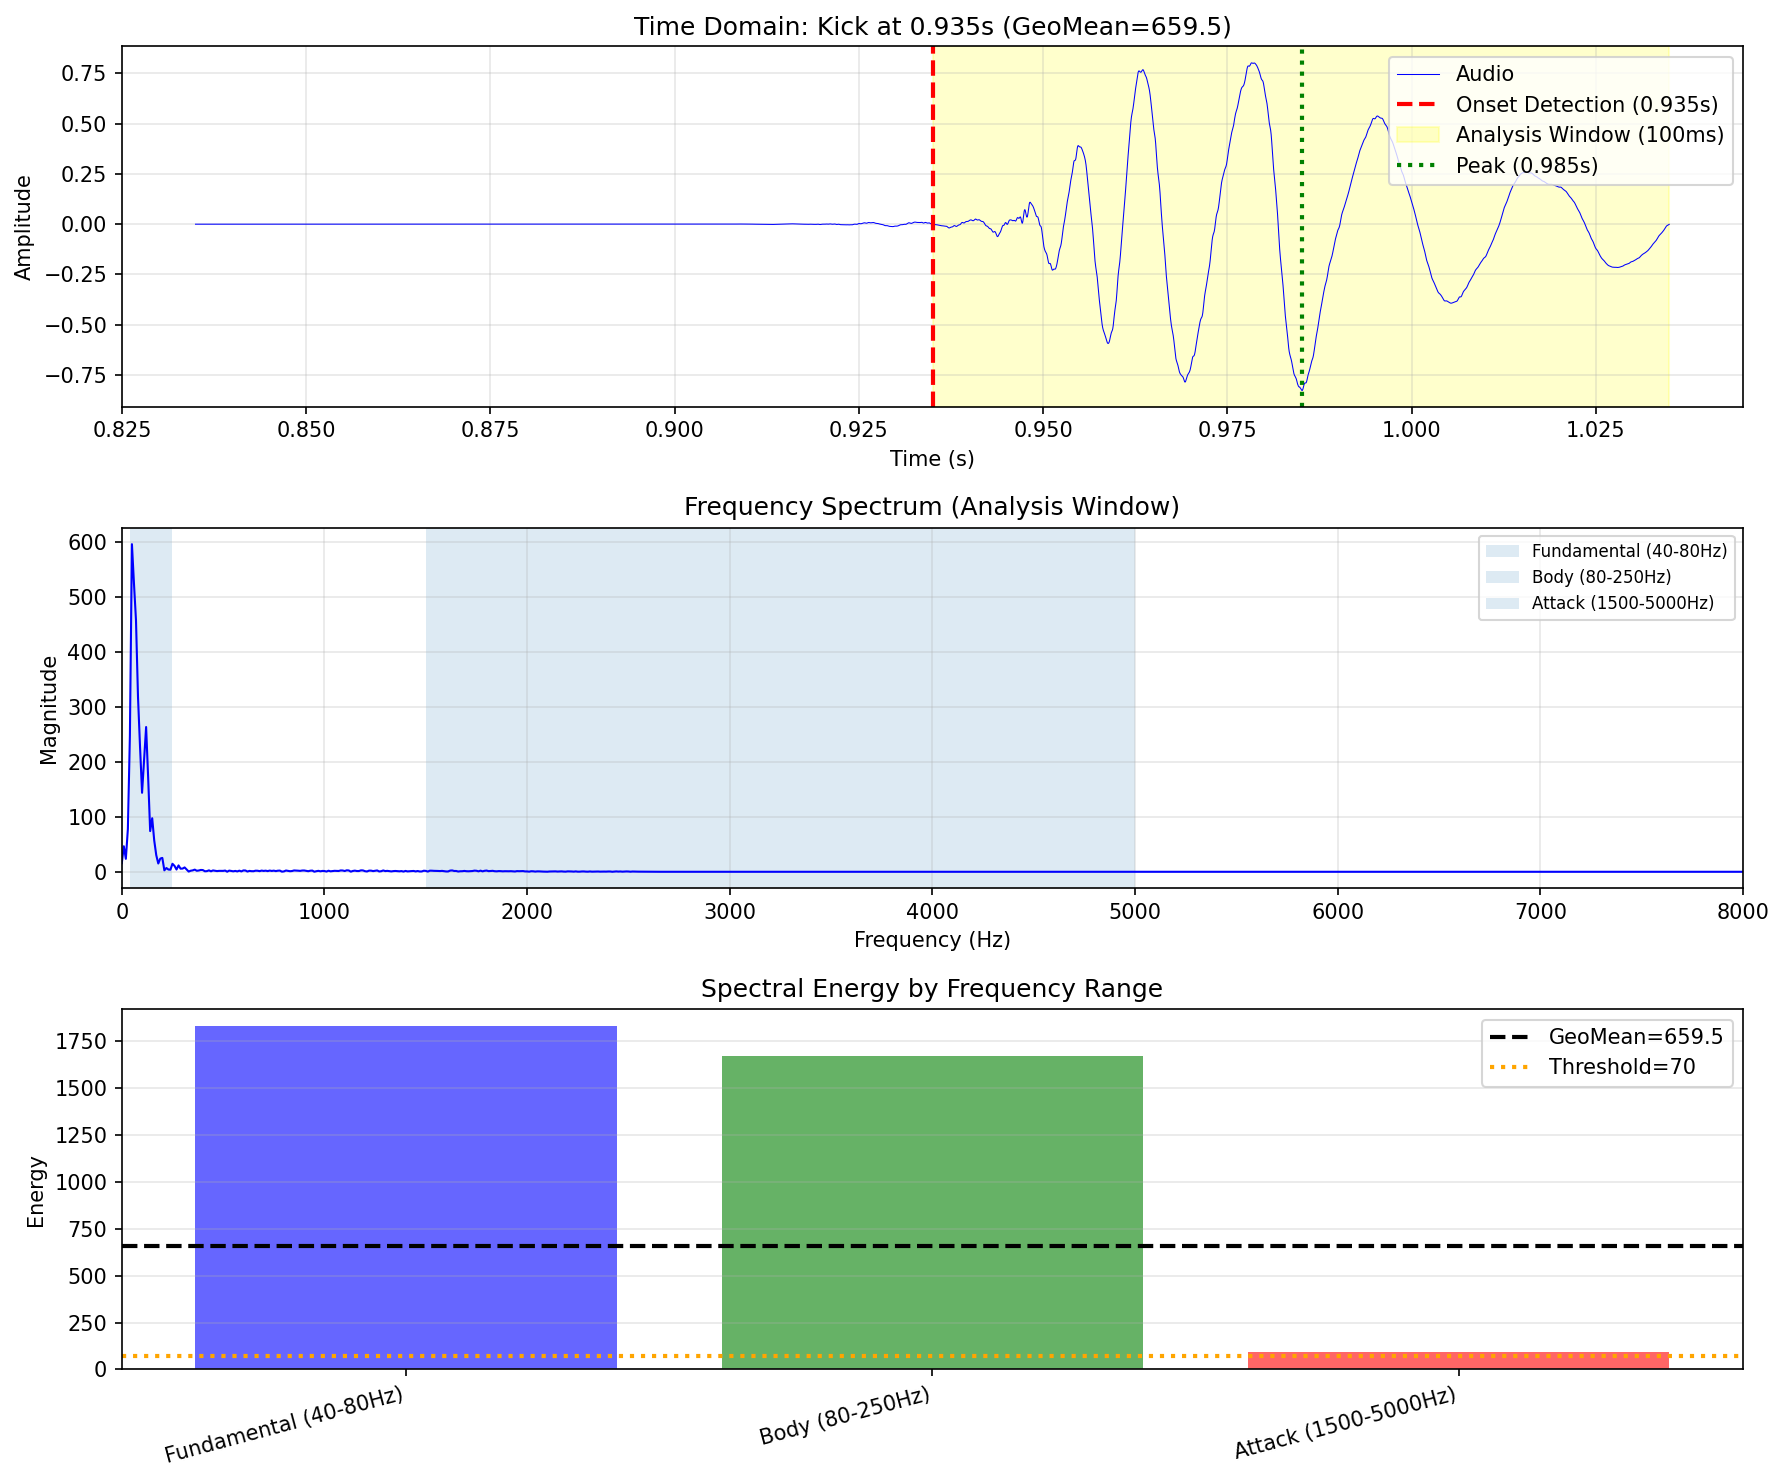 Time Domain: Kick at 0.935s (GeoMean=659.5)
Amplitude
0.75
0.50
0.25
0.00
−0.25
−0.50
−0.75
Audio
Onset Detection (0.935s)
Analysis Window (100ms)
Peak (0.985s)
0.825 0.850 0.875 0.900 0.925 0.950 0.975 1.000 1.025
Time (s)
Frequency Spectrum (Analysis Window)
Magnitude
600
500
400
300
200
100
0
Fundamental (40-80Hz)
Body (80-250Hz)
Attack (1500-5000Hz)
0 1000 2000 3000 4000 5000 6000 7000 8000
Frequency (Hz)
Spectral Energy by Frequency Range
Energy
1750
1500
1250
1000
750
500
250
0
GeoMean=659.5
Threshold=70
Fundamental (40-80Hz)
Body (80-250Hz)
Attack (1500-5000Hz)